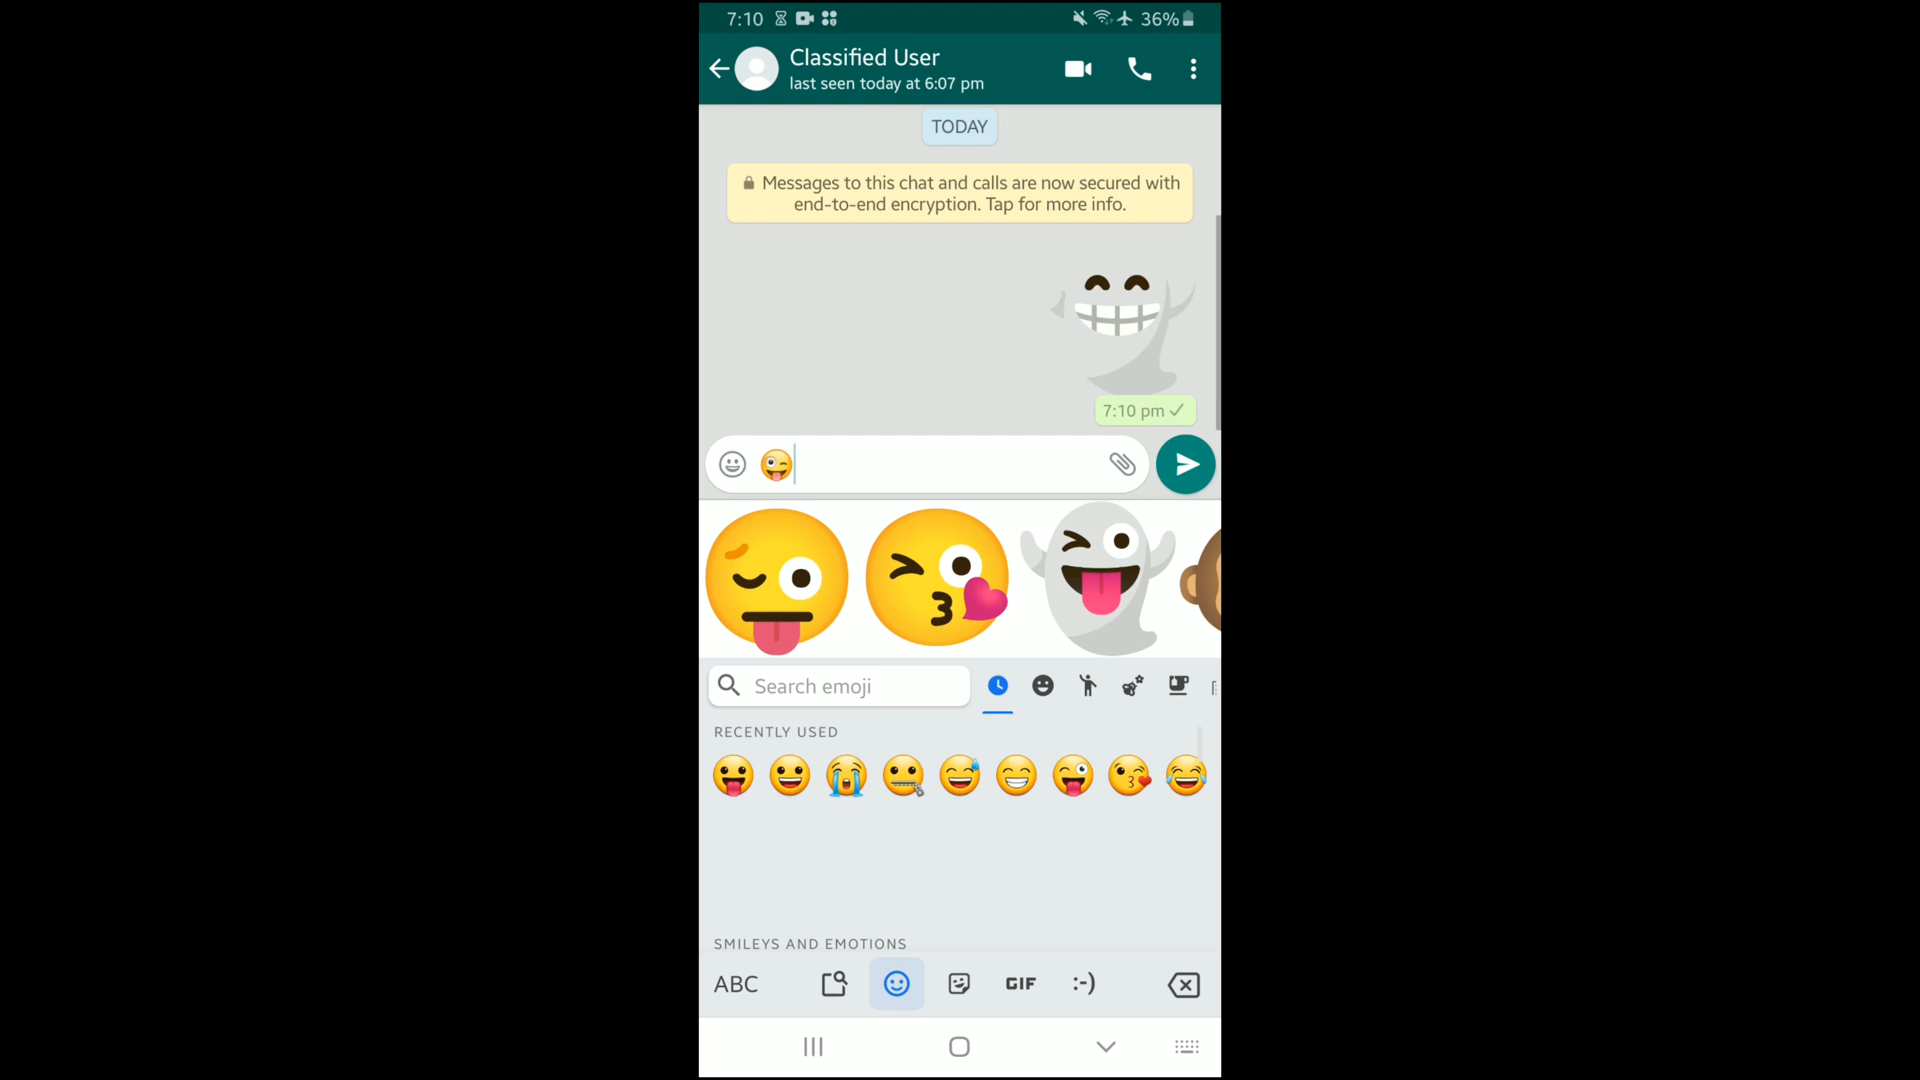 7:10
36%
Classified User
last seen today at 6:07 pm
TODAY
Messages to this chat and calls are now secured with
end-to-end encryption. Tap for more info.
7:10 pm
Search emoji
RECENTLY USED
SMILEYS AND EMOTIONS
ABC
GIF
:-)